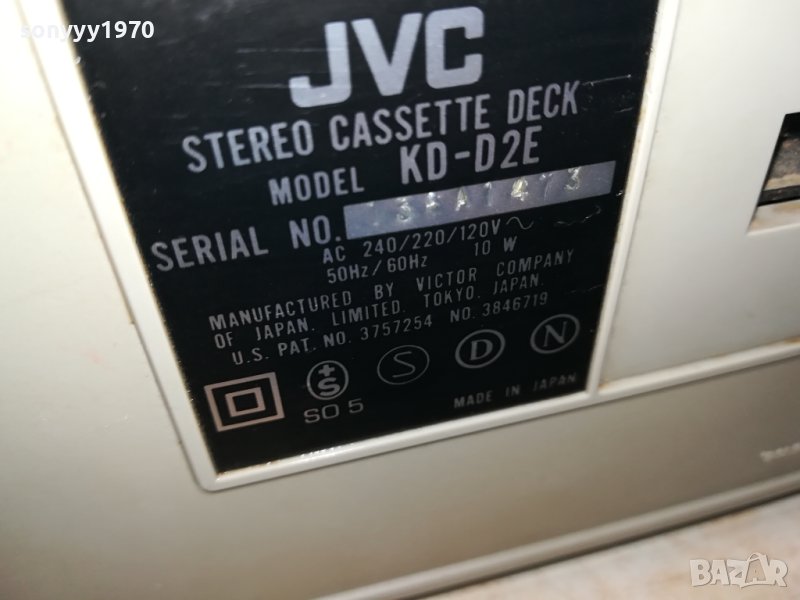 sonyyy1970
JVC
STEREO CASSETTE DECK
MODEL KD-D2E
SERIAL NO.
AC 240/220/120V~
50Hz/60Hz 10 W
MANUFACTURED BY VICTOR COMPANY
OF JAPAN, LIMITED. TOKYO, JAPAN.
U.S. PAT. NO. 3757254 NO. 3846719
+S S D N
SO 5
MADE IN JAPAN
BAZAR